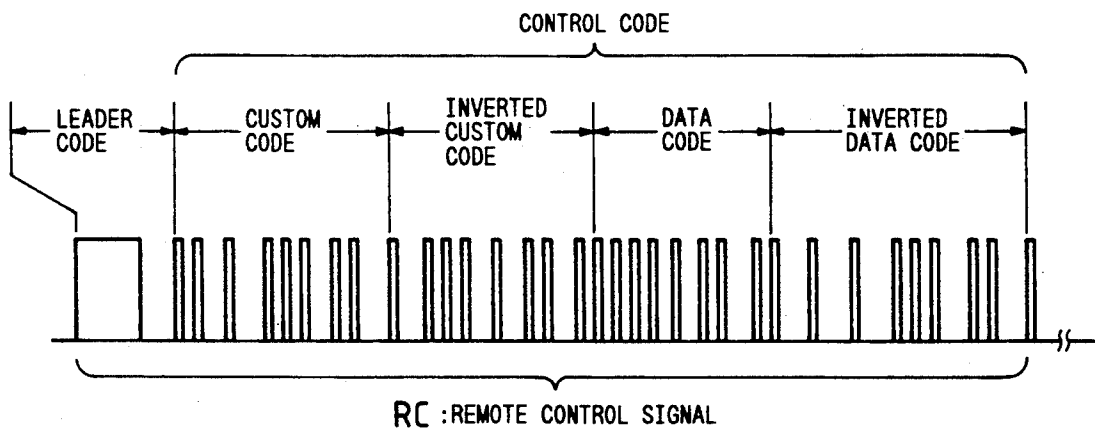 CONTROL CODE
LEADER
CODE
CUSTOM
CODE
INVERTED
CUSTOM
CODE
DATA
CODE
INVERTED
DATA CODE
RC :REMOTE CONTROL SIGNAL